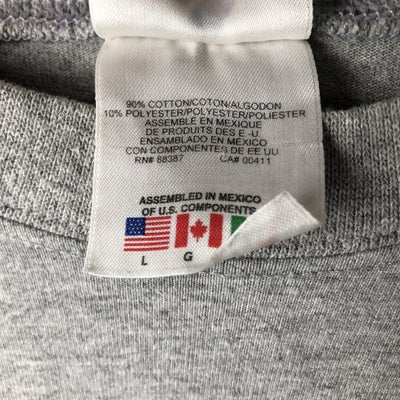 90% COTTON/COTON/ALGODON
10% POLYESTER/POLYESTER/POLIESTER
ASSEMBLE EN MEXIQUE
DE PRODUITS DES E -U
ENSAMBLADO EN MEXICO
CON COMPONENTES DE EE UU
RN# 88387 CA# 00411
ASSEMBLED IN MEXICO
OF U.S. COMPONENTS
L G